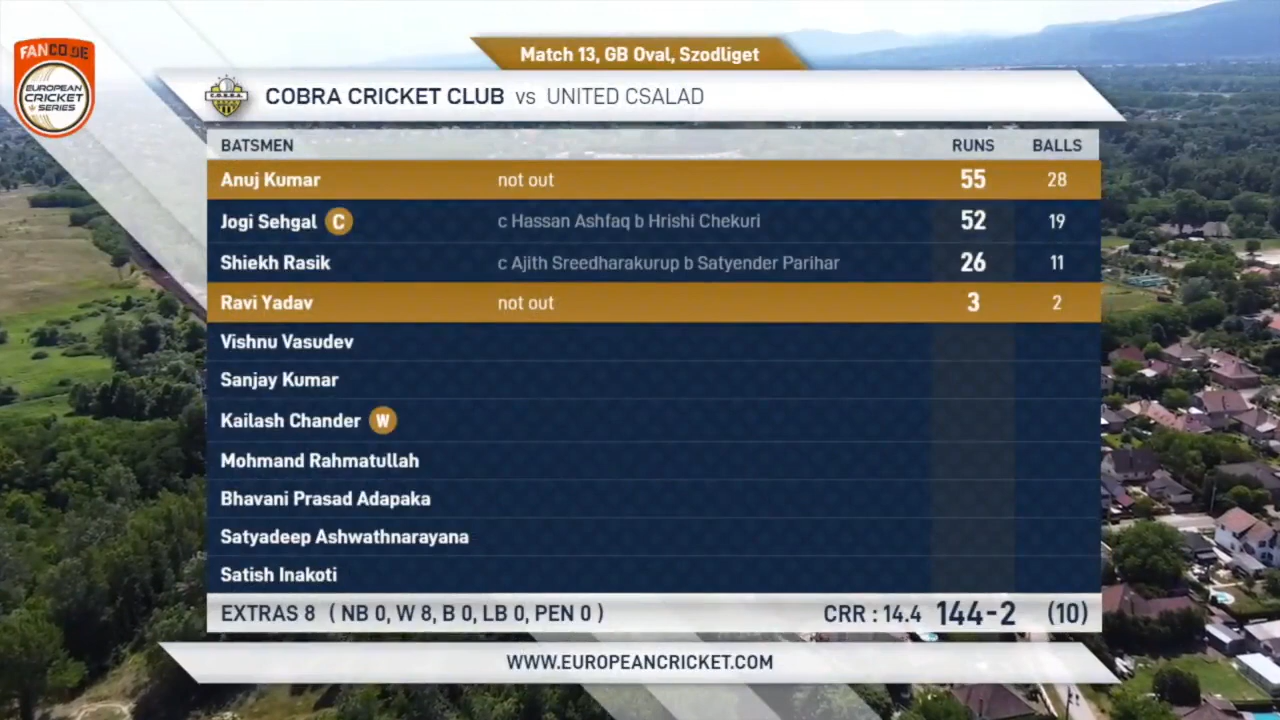 Match 13, GB Oval, Szodliget
FANCODE
EUROPEAN
CRICKET
SERIES
COBRA
COBRA CRICKET CLUB vs UNITED CSALAD
BATSMEN RUNS BALLS
Anuj Kumar not out 55 28
Jogi Sehgal C c Hassan Ashfaq b Hrishi Chekuri 52 19
Shiekh Rasik c Ajith Sreedharakurup b Satyender Parihar 26 11
Ravi Yadav not out 3 2
Vishnu Vasudev
Sanjay Kumar
Kailash Chander W
Mohmand Rahmatullah
Bhavani Prasad Adapaka
Satyadeep Ashwathnarayana
Satish Inakoti
EXTRAS 8 ( NB 0, W 8, B 0, LB 0, PEN 0 ) CRR : 14.4 144-2 (10)
WWW.EUROPEANCRICKET.COM